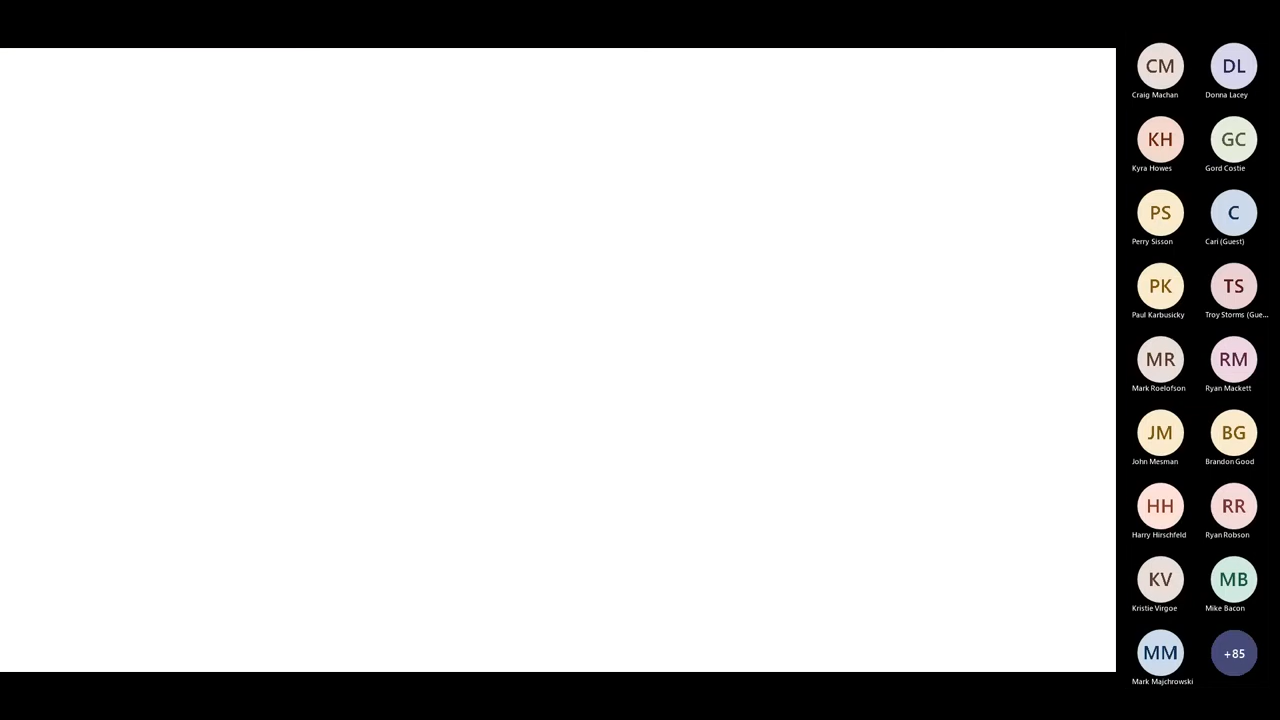 CM DL
Craig Machan Donna Lacey
KH GC
Kyra Howes Gord Costie
PS C
Perry Sisson Cari (Guest)
PK TS
Paul Karbusicky Troy Storms (Gue...
MR RM
Mark Roelofson Ryan Mackett
JM BG
John Mesman Brandon Good
HH RR
Harry Hirschfeld Ryan Robson
KV MB
Kristie Virgoe Mike Bacon
MM +85
Mark Majchrowski